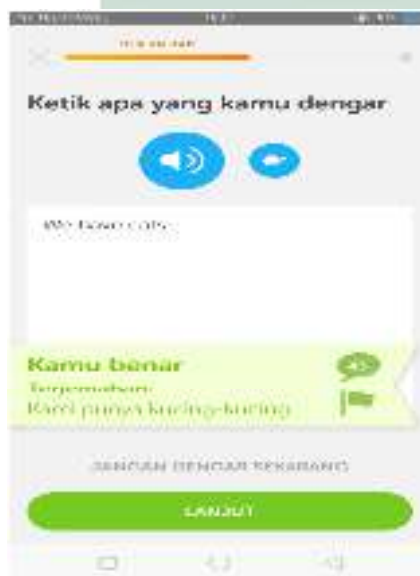 Ketik apa yang kamu dengar
We have cats.
Kamu benar
Terjemahan:
Kami punya kucing-kucing
JANGAN DENGAR SEKARANG
LANJUT